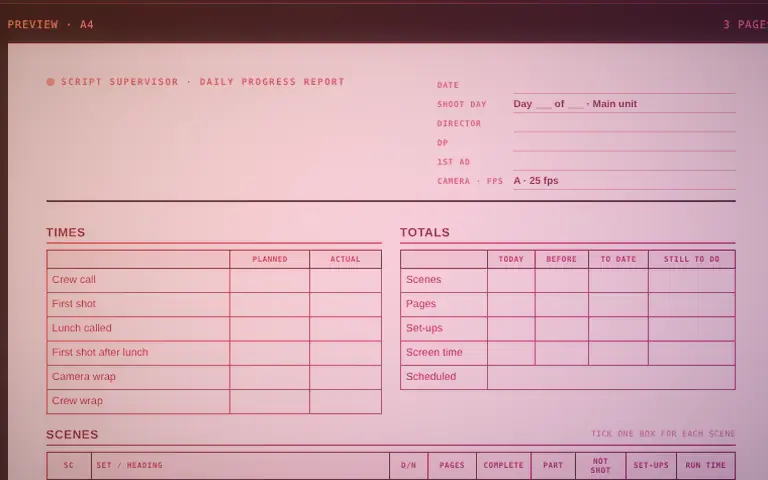 PREVIEW · A4
3 PAGES
SCRIPT SUPERVISOR · DAILY PROGRESS REPORT
DATE
SHOOT DAY Day ___ of ___ · Main unit
DIRECTOR
DP
1ST AD
CAMERA · FPS A · 25 fps
TIMES
PLANNED ACTUAL
Crew call
First shot
Lunch called
First shot after lunch
Camera wrap
Crew wrap
TOTALS
TODAY BEFORE TO DATE STILL TO DO
Scenes
Pages
Set-ups
Screen time
Scheduled
SCENES
TICK ONE BOX FOR EACH SCENE
SC SET / HEADING D/N PAGES COMPLETE PART NOT SHOT SET-UPS RUN TIME